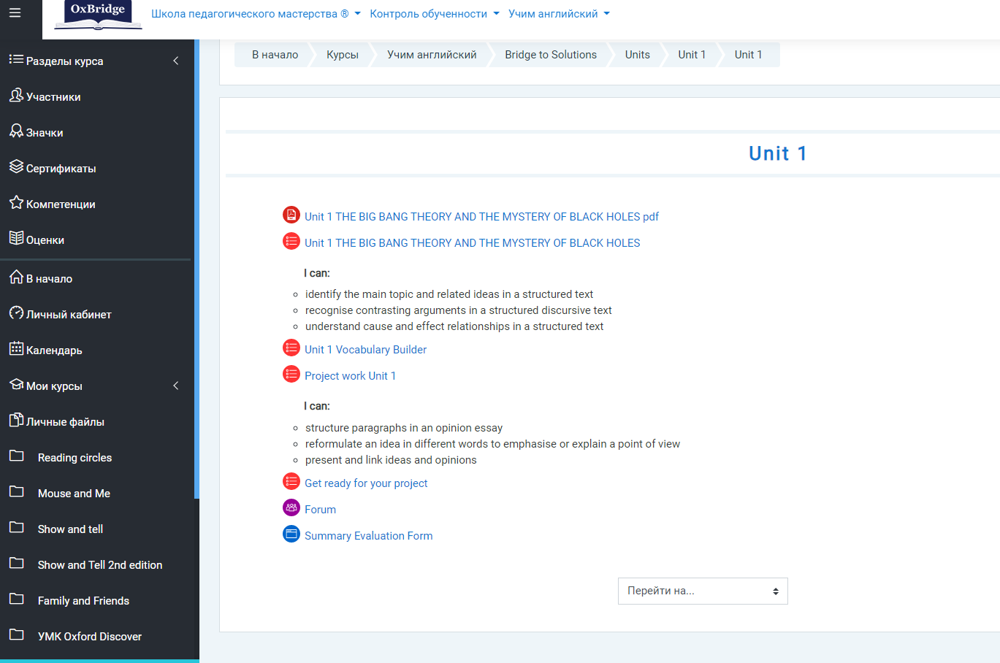 OxBridge
Школа педагогического мастерства ® Контроль обученности Учим английский
Разделы курса
Участники
Значки
Сертификаты
Компетенции
Оценки
В начало
Личный кабинет
Календарь
Мои курсы
Личные файлы
Reading circles
Mouse and Me
Show and tell
Show and Tell 2nd edition
Family and Friends
УМК Oxford Discover
В начало Курсы Учим английский Bridge to Solutions Units Unit 1 Unit 1
Unit 1
Unit 1 THE BIG BANG THEORY AND THE MYSTERY OF BLACK HOLES pdf
Unit 1 THE BIG BANG THEORY AND THE MYSTERY OF BLACK HOLES
I can:
identify the main topic and related ideas in a structured text
recognise contrasting arguments in a structured discursive text
understand cause and effect relationships in a structured text
Unit 1 Vocabulary Builder
Project work Unit 1
I can:
structure paragraphs in an opinion essay
reformulate an idea in different words to emphasise or explain a point of view
present and link ideas and opinions
Get ready for your project
Forum
Summary Evaluation Form
Перейти на...